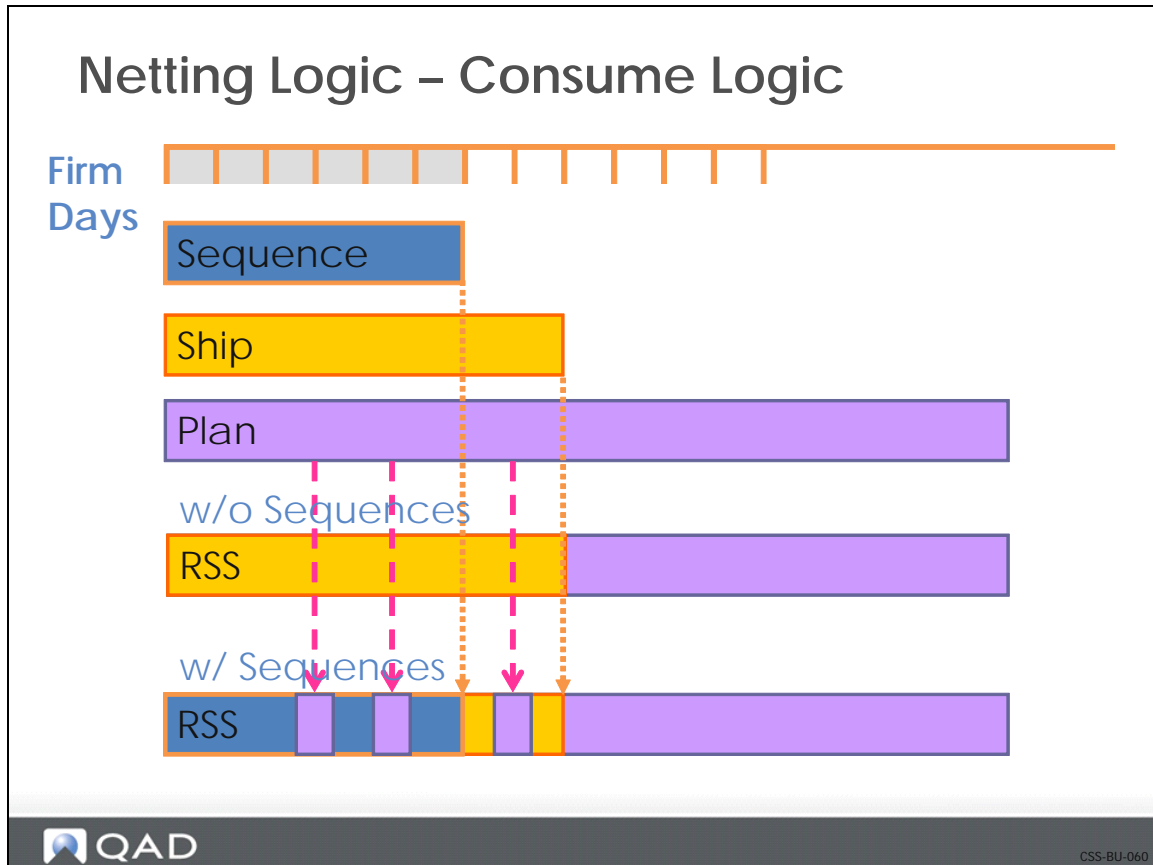 Netting Logic – Consume Logic
Firm
Days
Sequence
Ship
Plan
w/o Sequences
RSS
w/ Sequences
RSS
QAD
CSS-BU-060